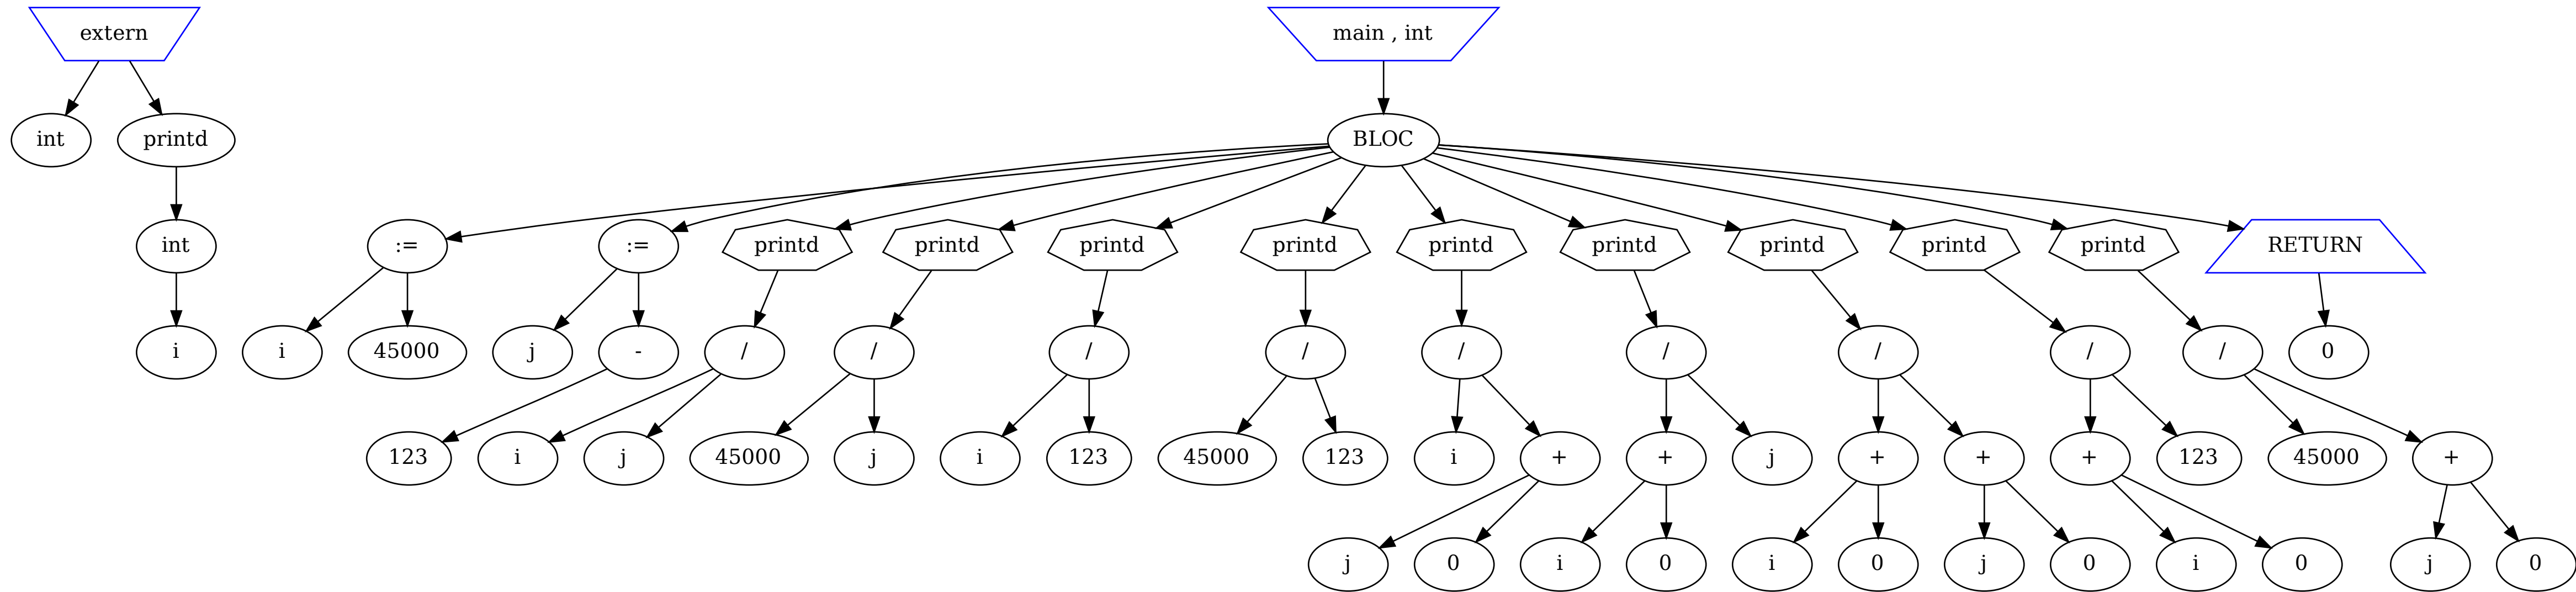 extern
main , int
int
printd
BLOC
int
:=
:=
printd
printd
printd
printd
printd
printd
printd
printd
printd
RETURN
i
i
45000
j
-
/
/
/
/
/
/
/
/
/
0
123
i
j
45000
j
i
123
45000
123
i
+
+
j
+
+
+
123
45000
+
j
0
i
0
i
0
j
0
i
0
j
0